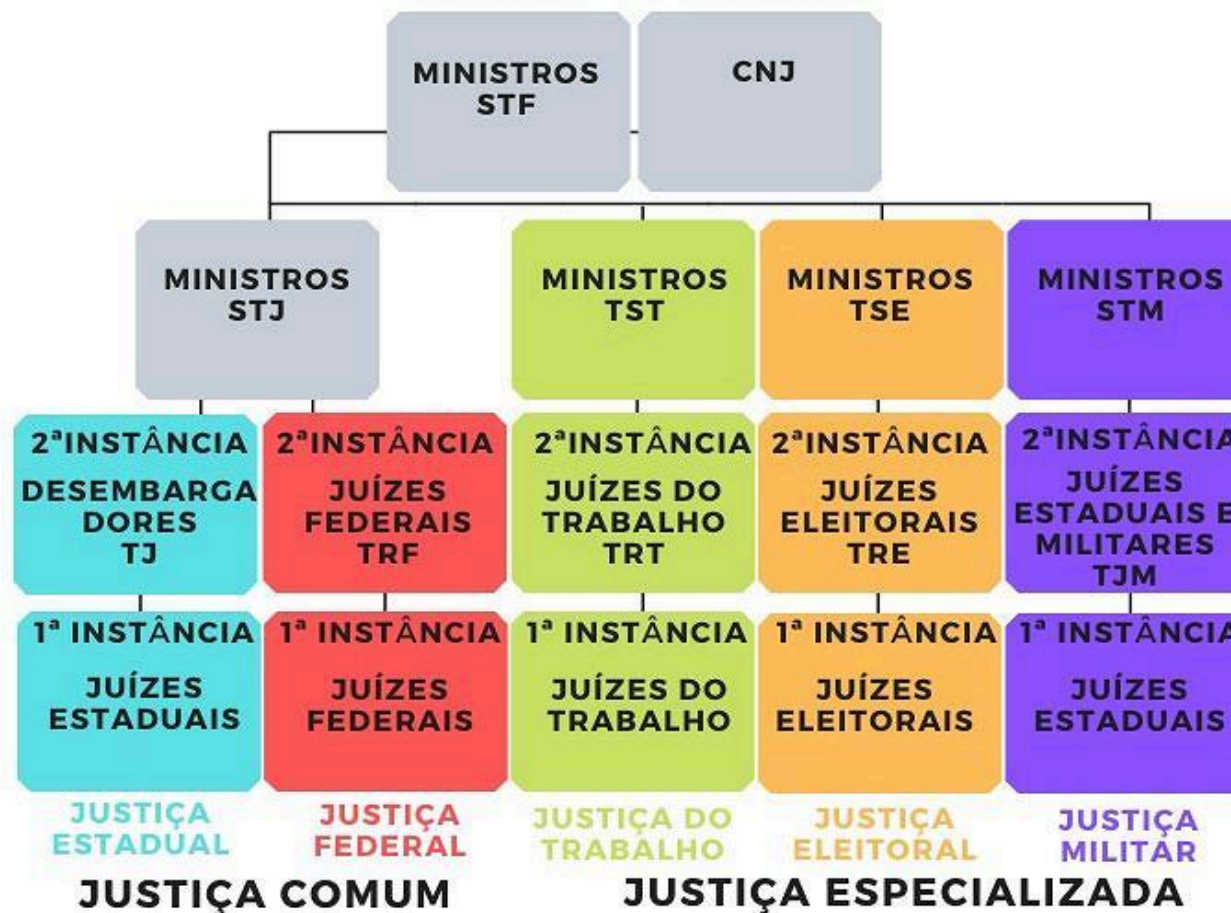 MINISTROS
STF
CNJ
MINISTROS
STJ
MINISTROS
TST
MINISTROS
TSE
MINISTROS
STM
2ªINSTÂNCIA
DESEMBARGA
DORES
TJ
2ªINSTÂNCIA
JUÍZES
FEDERAIS
TRF
2ªINSTÂNCIA
JUÍZES DO
TRABALHO
TRT
2ªINSTÂNCIA
JUÍZES
ELEITORAIS
TRE
2ªINSTÂNCIA
JUÍZES
ESTADUAIS E
MILITARES
TJM
1ª INSTÂNCIA
JUÍZES
ESTADUAIS
1ª INSTÂNCIA
JUÍZES
FEDERAIS
1ª INSTÂNCIA
JUÍZES DO
TRABALHO
1ª INSTÂNCIA
JUÍZES
ELEITORAIS
1ª INSTÂNCIA
JUÍZES
ESTADUAIS
JUSTIÇA
ESTADUAL
JUSTIÇA
FEDERAL
JUSTIÇA DO
TRABALHO
JUSTIÇA
ELEITORAL
JUSTIÇA
MILITAR
JUSTIÇA COMUM
JUSTIÇA ESPECIALIZADA